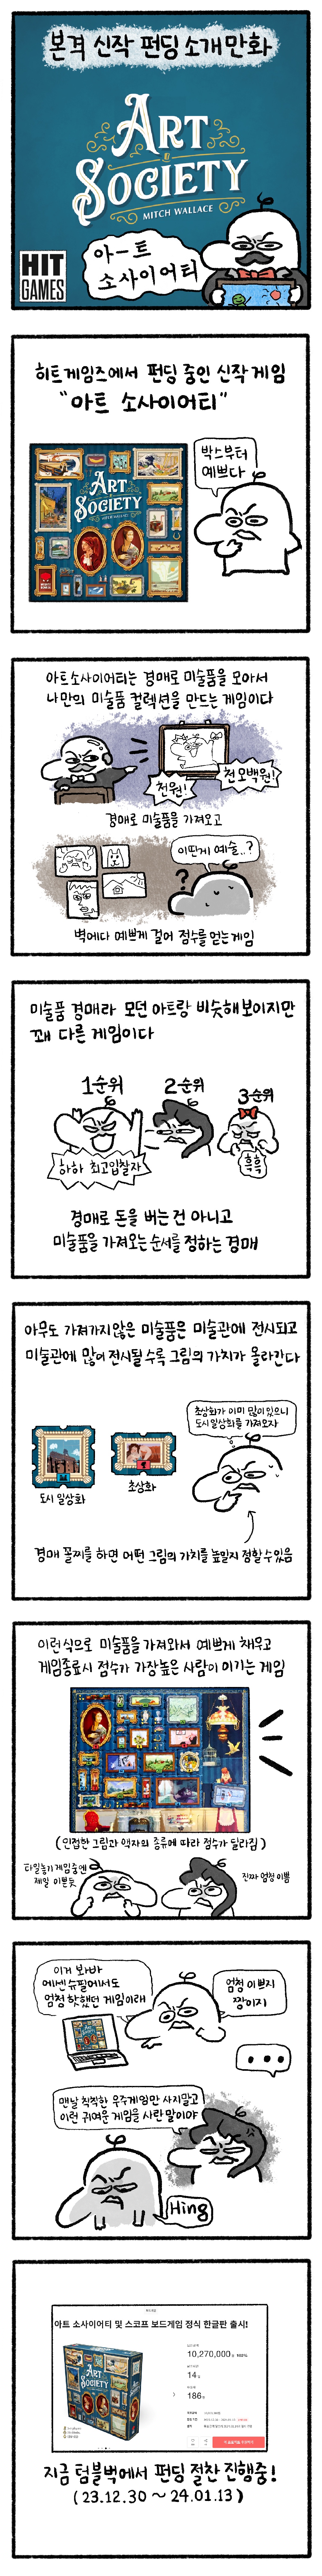 본격 신작 펀딩 소개 만화
ART
&
SOCIETY
MITCH WALLACE
HIT
GAMES
아-트
소사이어티
히트게임즈에서 펀딩 중인 신작 게임
"아트 소사이어티"
ART
SOCIETY
박스부터
예쁘다
아트소사이어티는 경매로 미술품을 모아서
나만의 미술품 컬렉션을 만드는 게임이다
천원!
천오백원!
경매로 미술품을 가져오고
이딴게 예술..?
?
벽에다 예쁘게 걸어 점수를 얻는 게임
미술품 경매라 모던 아트랑 비슷해보이지만
꽤 다른 게임이다
1순위
2순위
3순위
하하 최고입찰자
흑흑
경매로 돈을 버는 건 아니고
미술품을 가져오는 순서를 정하는 경매
아무도 가져가지않은 미술품은 미술관에 전시되고
미술관에 많이 전시될 수록 그림의 가치가 올라간다
초상화가 이미 많이 있으니
도시 일상화를 가져오자
도시 일상화
초상화
경매 꼴찌를 하면 어떤 그림의 가치를 높일지 정할 수 있음
이런식으로 미술품을 가져와서 예쁘게 채우고
게임종료시 점수가 가장높은 사람이 이기는 게임
(인접한 그림과 액자의 종류에 따라 점수가 달라짐)
타일놓기 게임중엔
제일 이쁜듯
진짜 엄청 이쁨
이거 봐봐
에센슈필에서도
엄청 핫했던 게임이래
엄청 이쁘지
짱이지
...
맨날 칙칙한 우주게임만 사지말고
이런 귀여운 게임을 사란 말이야
Hing
아트 소사이어티 및 스코프 보드게임 정식 한글판 출시!
ART
SOCIETY
10,270,000
14
186
지금 텀블벅에서 펀딩 절찬 진행중!
(23.12.30 ~ 24.01.13)